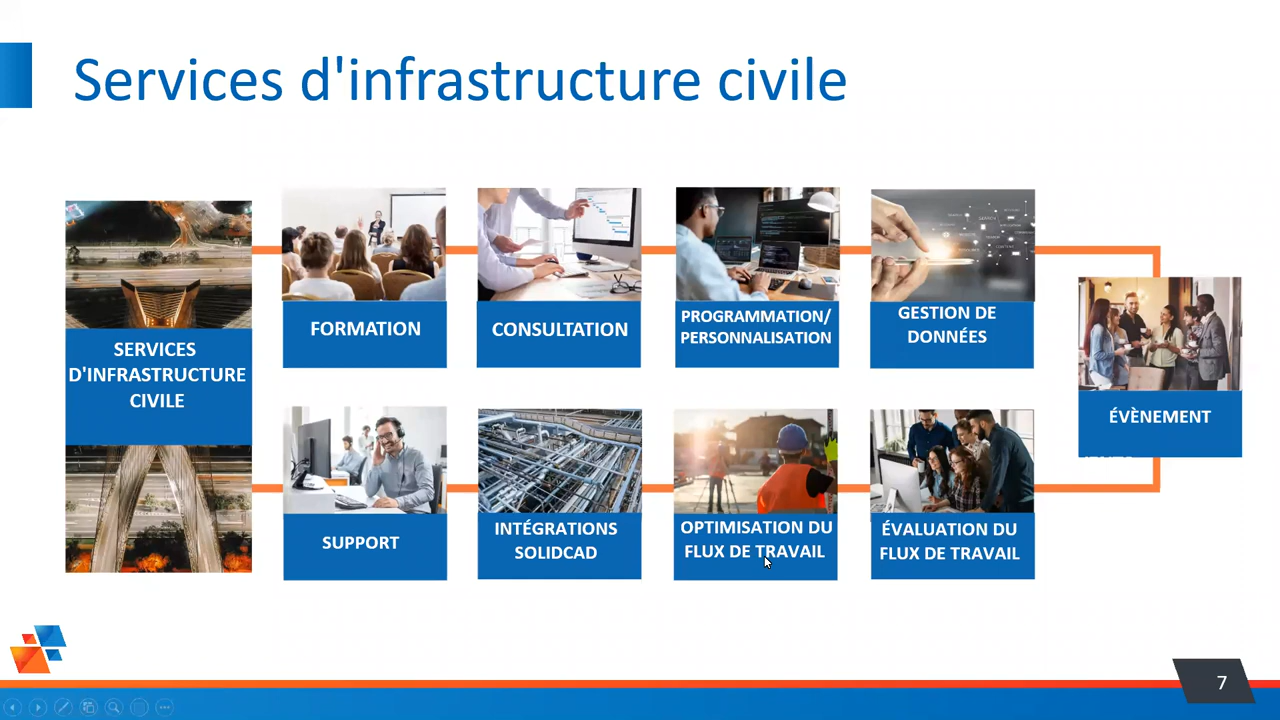 Services d'infrastructure civile
SERVICES
D'INFRASTRUCTURE
CIVILE
FORMATION
CONSULTATION
PROGRAMMATION/
PERSONNALISATION
GESTION DE
DONNÉES
ÉVÈNEMENT
SUPPORT
INTÉGRATIONS
SOLIDCAD
OPTIMISATION DU
FLUX DE TRAVAIL
ÉVALUATION DU
FLUX DE TRAVAIL
7